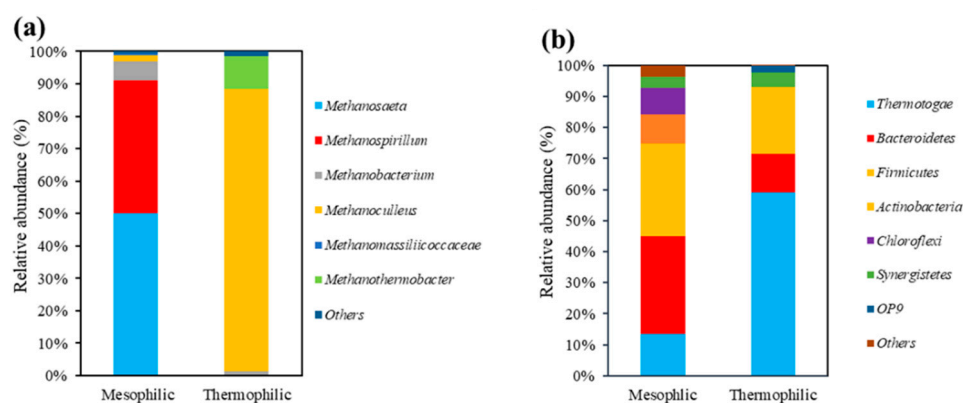 (a)
Relative abundance (%)
100%
90%
80%
70%
60%
50%
40%
30%
20%
10%
0%
Mesophilic Thermophilic
Methanosaeta
Methanospirillum
Methanobacterium
Methanoculleus
Methanomassiliicoccaceae
Methanothermobacter
Others
(b)
Relative abundance (%)
100%
90%
80%
70%
60%
50%
40%
30%
20%
10%
0%
Mesophlic Thermophilic
Thermotogae
Bacteroidetes
Firmicutes
Actinobacteria
Chloroflexi
Synergistetes
OP9
Others